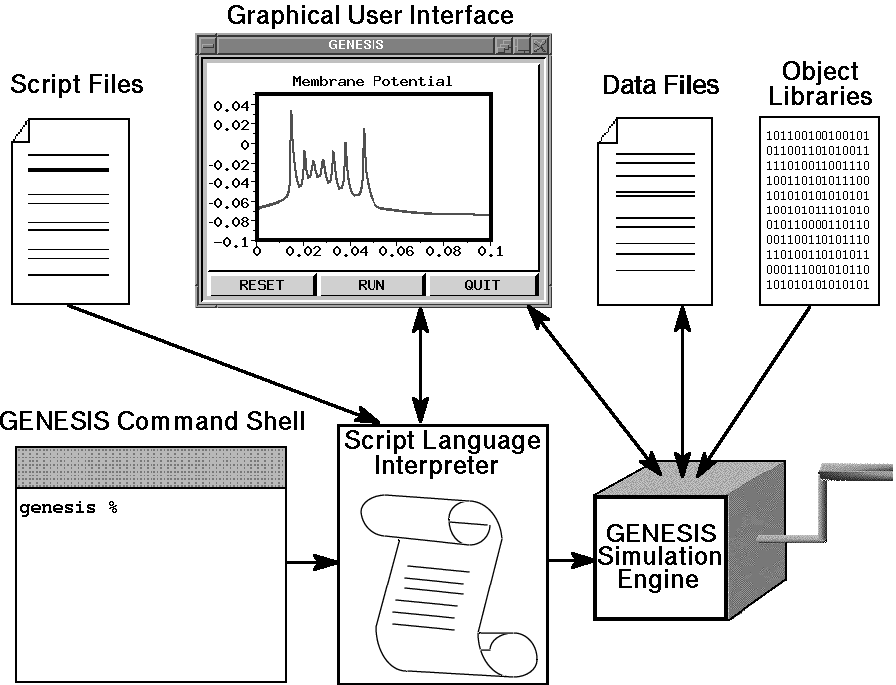 Graphical User Interface
GENESIS
Script Files
Membrane Potential
0.04
0.02
0
-0.02
-0.04
-0.06
-0.08
-0.1
0 0.02 0.04 0.06 0.08 0.1
RESET RUN QUIT
Data Files
Object
Libraries
101100100100101
011001101010011
111010011001110
100110101011100
101010101010101
100101011101010
010110000110110
001100110101110
110100110101011
000111001010110
101010101010101
GENESIS Command Shell
genesis %
Script Language
Interpreter
GENESIS
Simulation
Engine